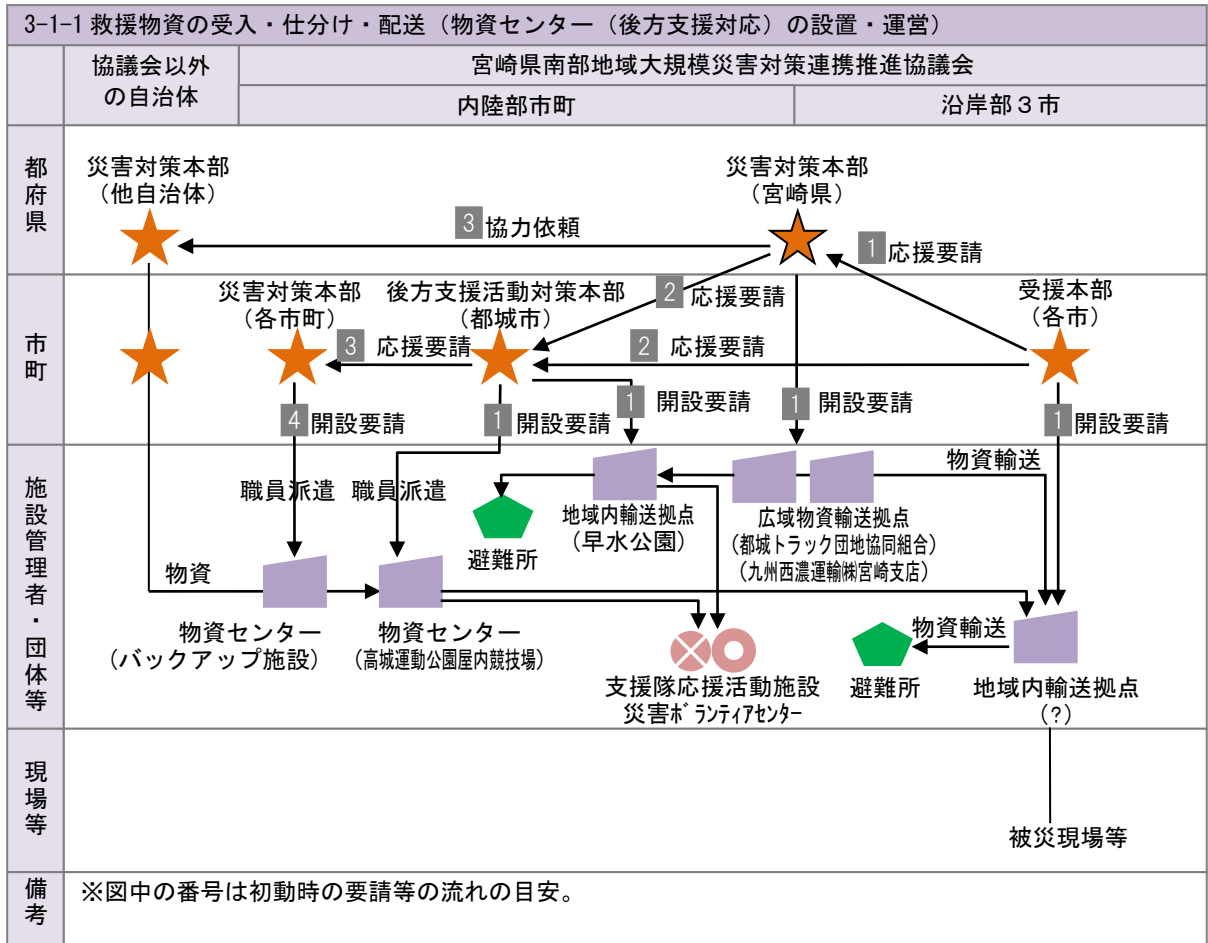 3-1-1 救援物資の受入・仕分け・配送（物資センター（後方支援対応）の設置・運営）
協議会以外
の自治体
宮崎県南部地域大規模災害対策連携推進協議会
内陸部市町
沿岸部３市
都府県
災害対策本部
（他自治体）
災害対策本部
（宮崎県）
3 協力依頼
1 応援要請
市町
災害対策本部
（各市町）
後方支援活動対策本部
（都城市）
2 応援要請
受援本部
（各市）
3 応援要請
2 応援要請
4 開設要請
1 開設要請
1 開設要請
1 開設要請
1 開設要請
施設管理者・団体等
職員派遣
職員派遣
物資輸送
避難所
地域内輸送拠点
（早水公園）
広域物資輸送拠点
（都城トラック団地協同組合）
（九州西濃運輸㈱宮崎支店）
物資
物資センター
（バックアップ施設）
物資センター
（高城運動公園屋内競技場）
支援隊応援活動施設
災害ﾎﾞﾗﾝﾃｨｱｾﾝﾀｰ
物資輸送
避難所
地域内輸送拠点
（?）
現場等
被災現場等
備考
※図中の番号は初動時の要請等の流れの目安。